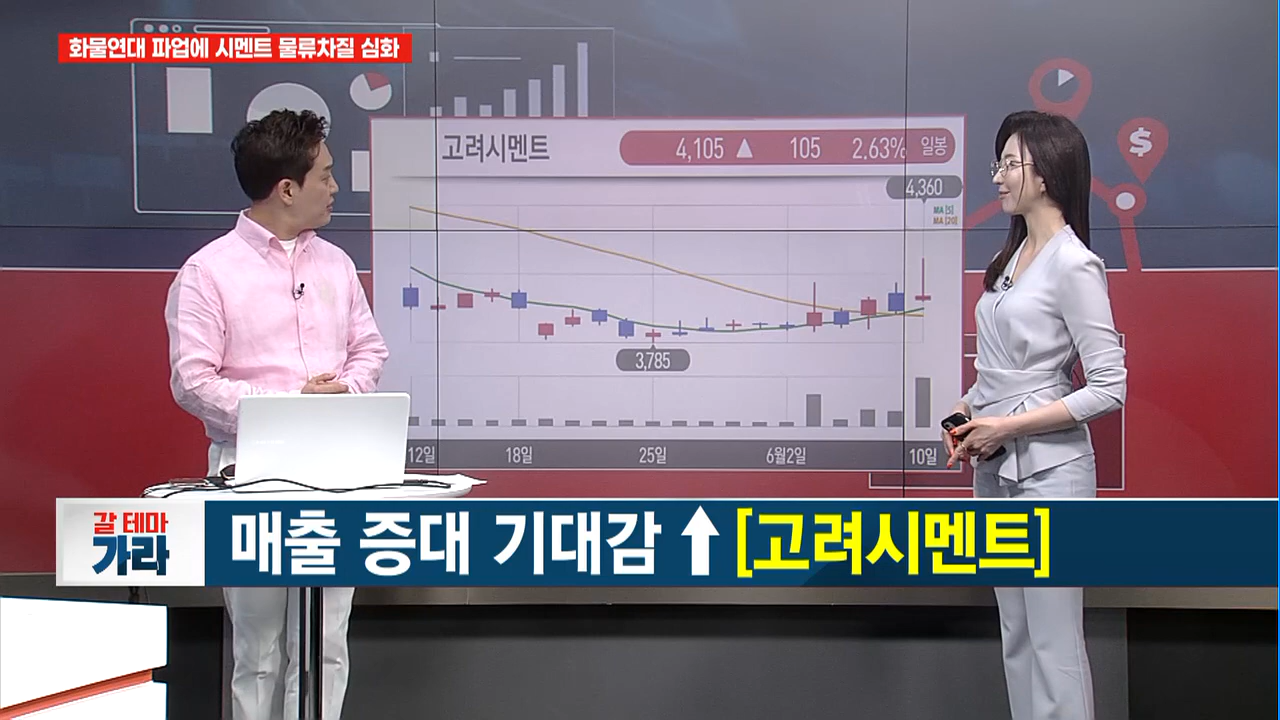 화물연대 파업에 시멘트 물류차질 심화
고려시멘트
4,105 ▲ 105 2.63% 일봉
4,360
3,785
12일 18일 25일 6월2일 10일
$
갈 테마
가라
매출 증대 기대감 ↑ [고려시멘트]